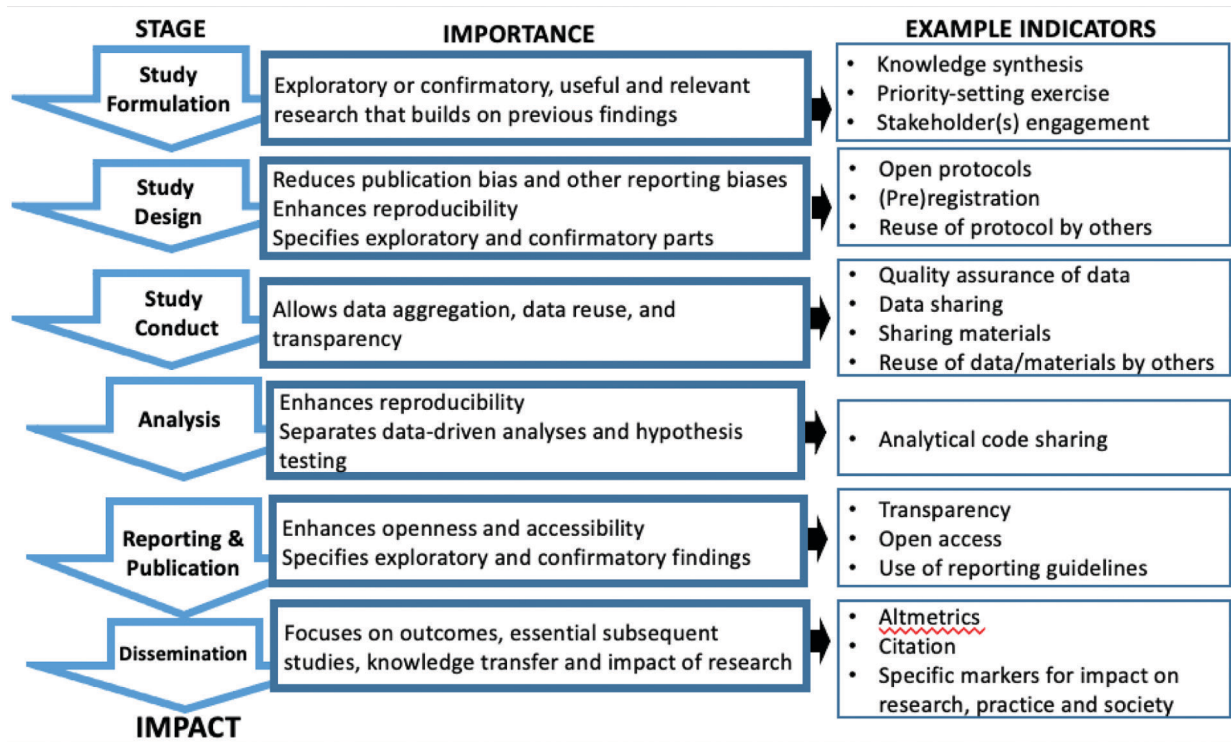 STAGE
IMPORTANCE
EXAMPLE INDICATORS
Study
Formulation
Exploratory or confirmatory, useful and relevant
research that builds on previous findings
• Knowledge synthesis
• Priority-setting exercise
• Stakeholder(s) engagement
Study
Design
Reduces publication bias and other reporting biases
Enhances reproducibility
Specifies exploratory and confirmatory parts
• Open protocols
• (Pre)registration
• Reuse of protocol by others
Study
Conduct
Allows data aggregation, data reuse, and
transparency
• Quality assurance of data
• Data sharing
• Sharing materials
• Reuse of data/materials by others
Analysis
Enhances reproducibility
Separates data-driven analyses and hypothesis
testing
• Analytical code sharing
Reporting &
Publication
Enhances openness and accessibility
Specifies exploratory and confirmatory findings
• Transparency
• Open access
• Use of reporting guidelines
Dissemination
Focuses on outcomes, essential subsequent
studies, knowledge transfer and impact of research
• Altmetrics
• Citation
• Specific markers for impact on
research, practice and society
IMPACT